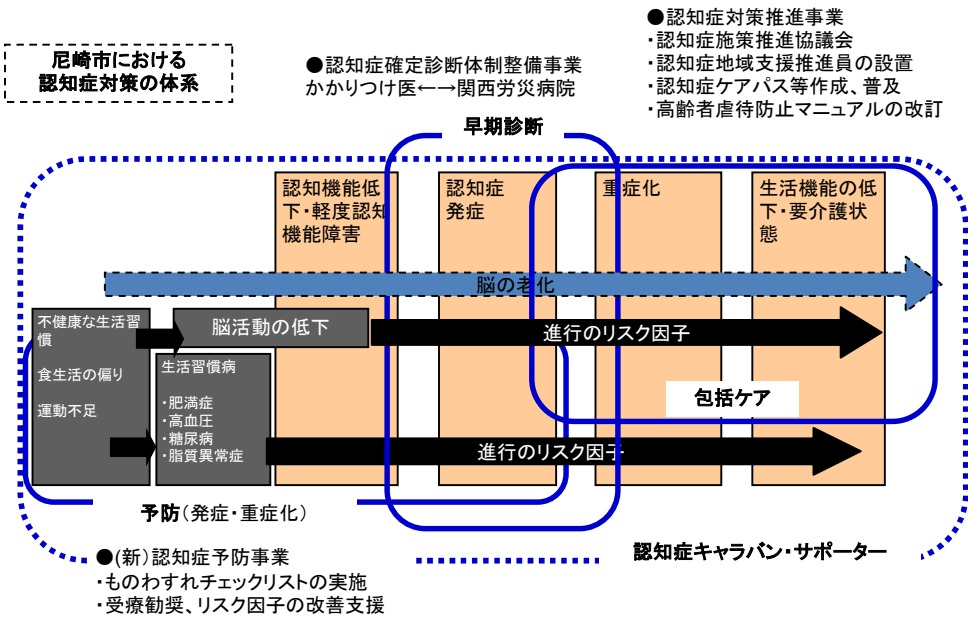 尼崎市における
認知症対策の体系
●認知症確定診断体制整備事業
かかりつけ医←→関西労災病院
●認知症対策推進事業
・認知症施策推進協議会
・認知症地域支援推進員の設置
・認知症ケアパス等作成、普及
・高齢者虐待防止マニュアルの改訂
早期診断
認知機能低
下・軽度認知
機能障害
認知症
発症
重症化
生活機能の低
下・要介護状
態
脳の老化
不健康な生活習
慣
食生活の偏り
運動不足
脳活動の低下
進行のリスク因子
生活習慣病
・肥満症
・高血圧
・糖尿病
・脂質異常症
包括ケア
進行のリスク因子
予防(発症・重症化)
認知症キャラバン・サポーター
●(新)認知症予防事業
・ものわすれチェックリストの実施
・受療勧奨、リスク因子の改善支援